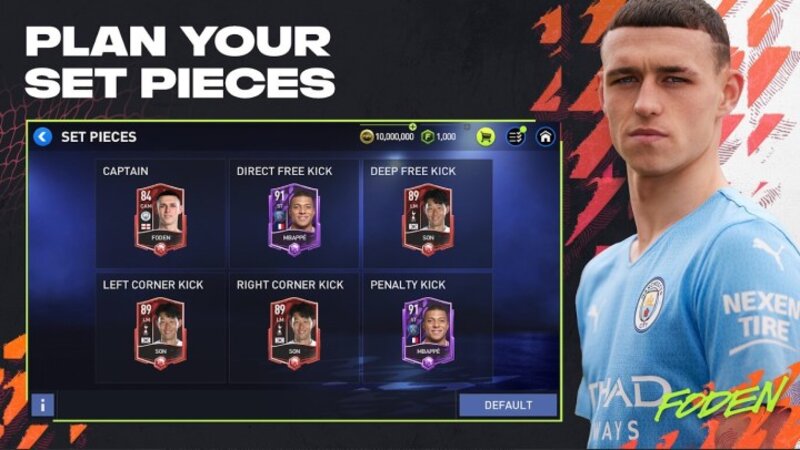 PLAN YOUR
SET PIECES
SET PIECES
10,000,000
1,000
CAPTAIN
84
CAM
FODEN
DIRECT FREE KICK
91
ST
MBAPPÉ
DEEP FREE KICK
89
LM
SON
LEFT CORNER KICK
89
LM
SON
RIGHT CORNER KICK
89
LM
SON
PENALTY KICK
91
ST
MBAPPÉ
i
DEFAULT
NEXEN
TIRE
FODEN